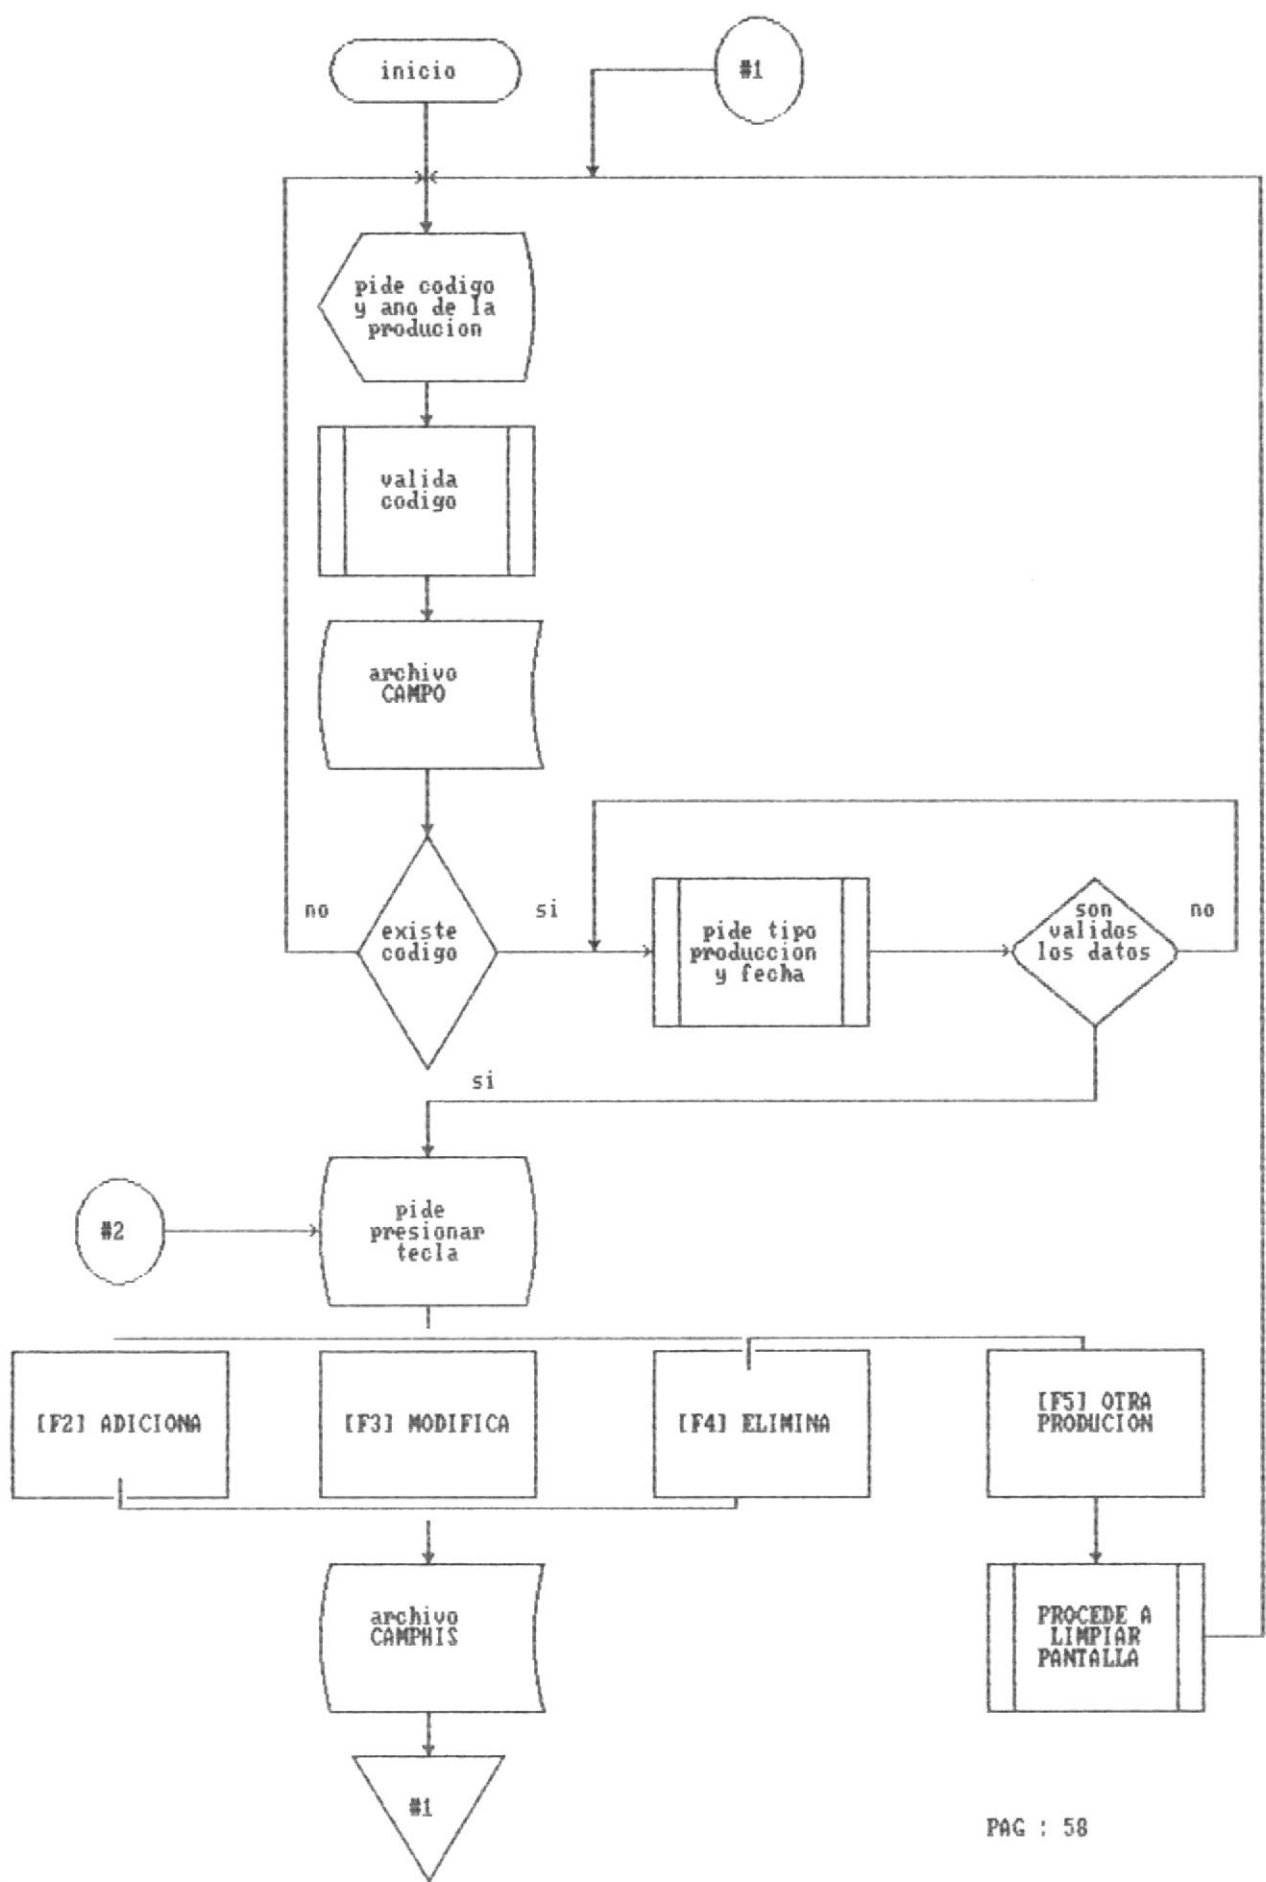 inicio
#1
pide codigo
y ano de la
producion
valida
codigo
archivo
CAMPO
no
existe
codigo
si
pide tipo
produccion
y fecha
son
validos
los datos
no
si
#2
pide
presionar
tecla
[F2] ADICIONA
[F3] MODIFICA
[F4] ELIMINA
[F5] OTRA
PRODUCION
archivo
CAMPHIS
PROCEDE A
LIMPIAR
PANTALLA
#1
PAG : 58